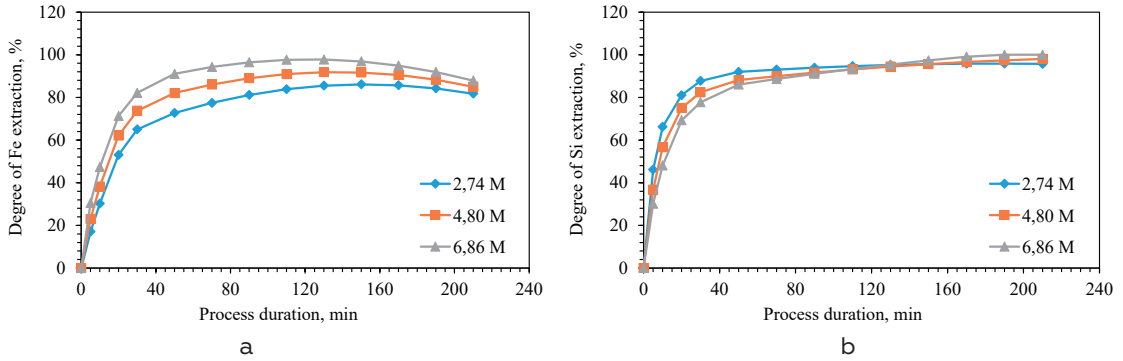 120
100
80
60
40
20
0
Degree of Fe extraction, %
2,74 M
4,80 M
6,86 M
0 40 80 120 160 200 240
Process duration, min
a
120
100
80
60
40
20
0
Degree of Si extraction, %
2,74 M
4,80 M
6,86 M
0 40 80 120 160 200 240
Process duration, min
b